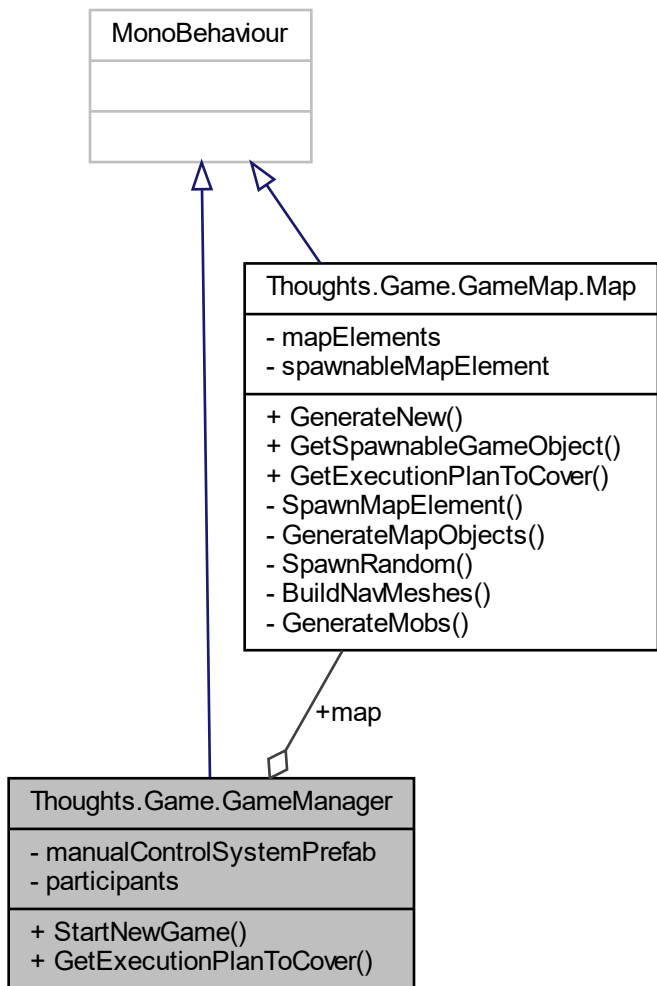 MonoBehaviour
Thoughts.Game.GameMap.Map
- mapElements
- spawnableMapElement
+ GenerateNew()
+ GetSpawnableGameObject()
+ GetExecutionPlanToCover()
- SpawnMapElement()
- GenerateMapObjects()
- SpawnRandom()
- BuildNavMeshes()
- GenerateMobs()
+map
Thoughts.Game.GameManager
- manualControlSystemPrefab
- participants
+ StartNewGame()
+ GetExecutionPlanToCover()